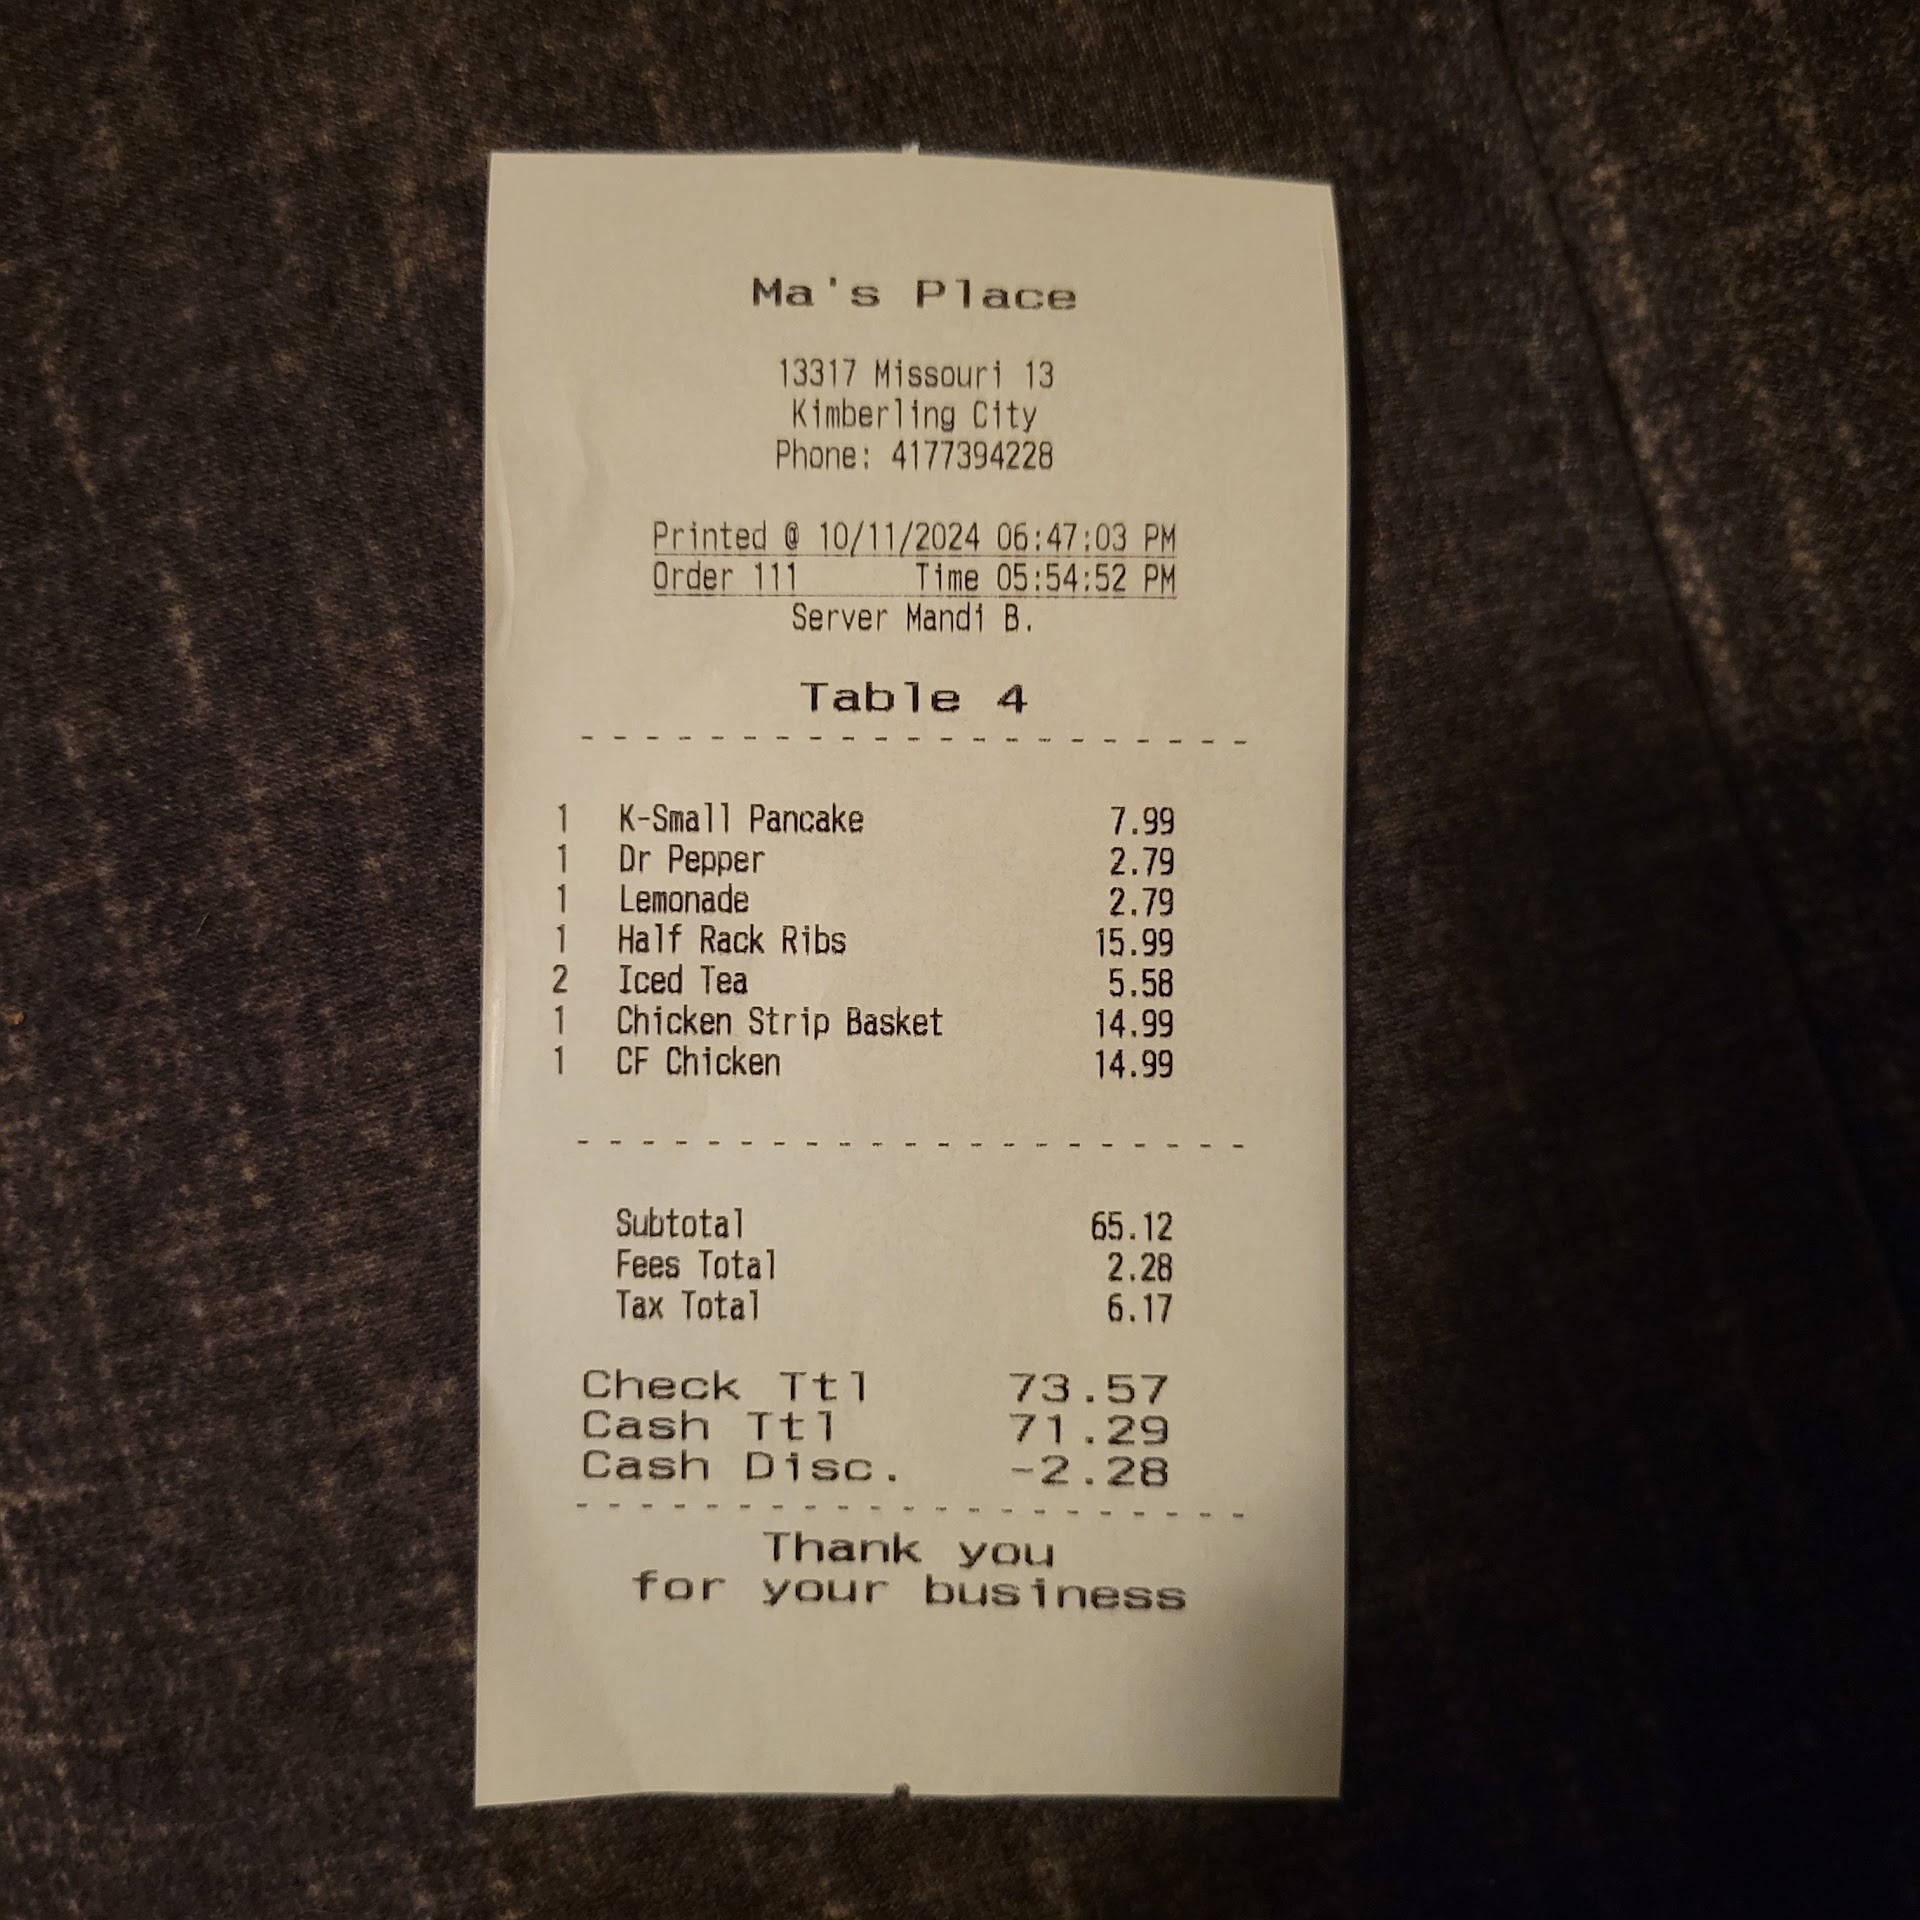 Ma's Place
13317 Missouri 13
Kimberling City
Phone: 4177394228
Printed @ 10/11/2024 06:47:03 PM
Order 111 Time 05:54:52 PM
Server Mandi B.
Table 4
- - - - - - - - - - - - - - - - - - - - -
1 K-Small Pancake 7.99
1 Dr Pepper 2.79
1 Lemonade 2.79
1 Half Rack Ribs 15.99
2 Iced Tea 5.58
1 Chicken Strip Basket 14.99
1 CF Chicken 14.99
- - - - - - - - - - - - - - - - - - - - -
Subtotal 65.12
Fees Total 2.28
Tax Total 6.17
Check Ttl 73.57
Cash Ttl 71.29
Cash Disc. -2.28
- - - - - - - - - - - - - - - - - - - - -
Thank you
for your business